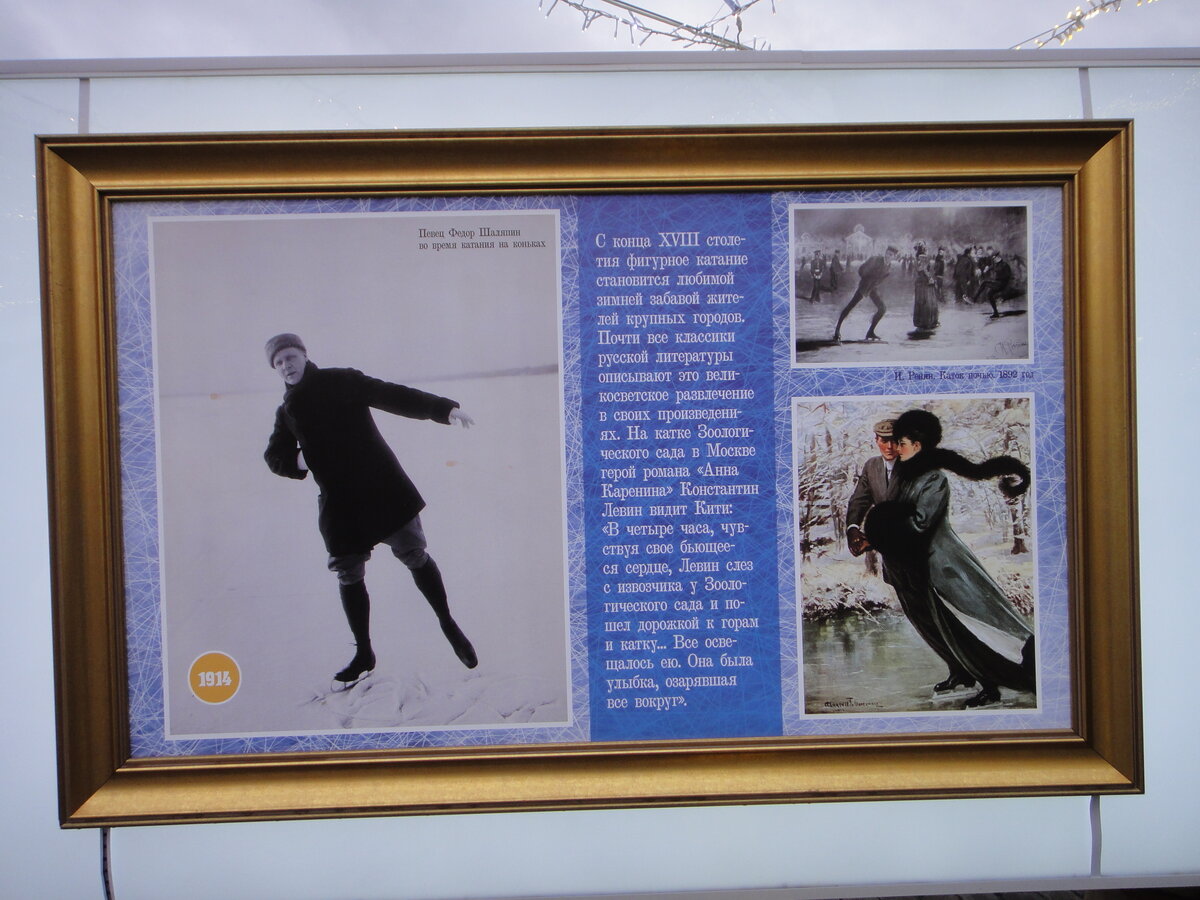 Певец Федор Шаляпин
во время катания на коньках
1914
С конца XVIII столе-
тия фигурное катание
становится любимой
зимней забавой жите-
лей крупных городов.
Почти все классики
русской литературы
описывают это вели-
косветское развлечение
в своих произведени-
ях. На катке Зоологи-
ческого сада в Москве
герой романа «Анна
Каренина» Константин
Левин видит Кити:
«В четыре часа, чув-
ствуя свое бьющее-
ся сердце, Левин слез
с извозчика у Зооло-
гического сада и по-
шел дорожкой к горам
и катку... Все осве-
щалось ею. Она была
улыбка, озарявшая
все вокруг».
И. Репин. Каток ночью. 1892 год